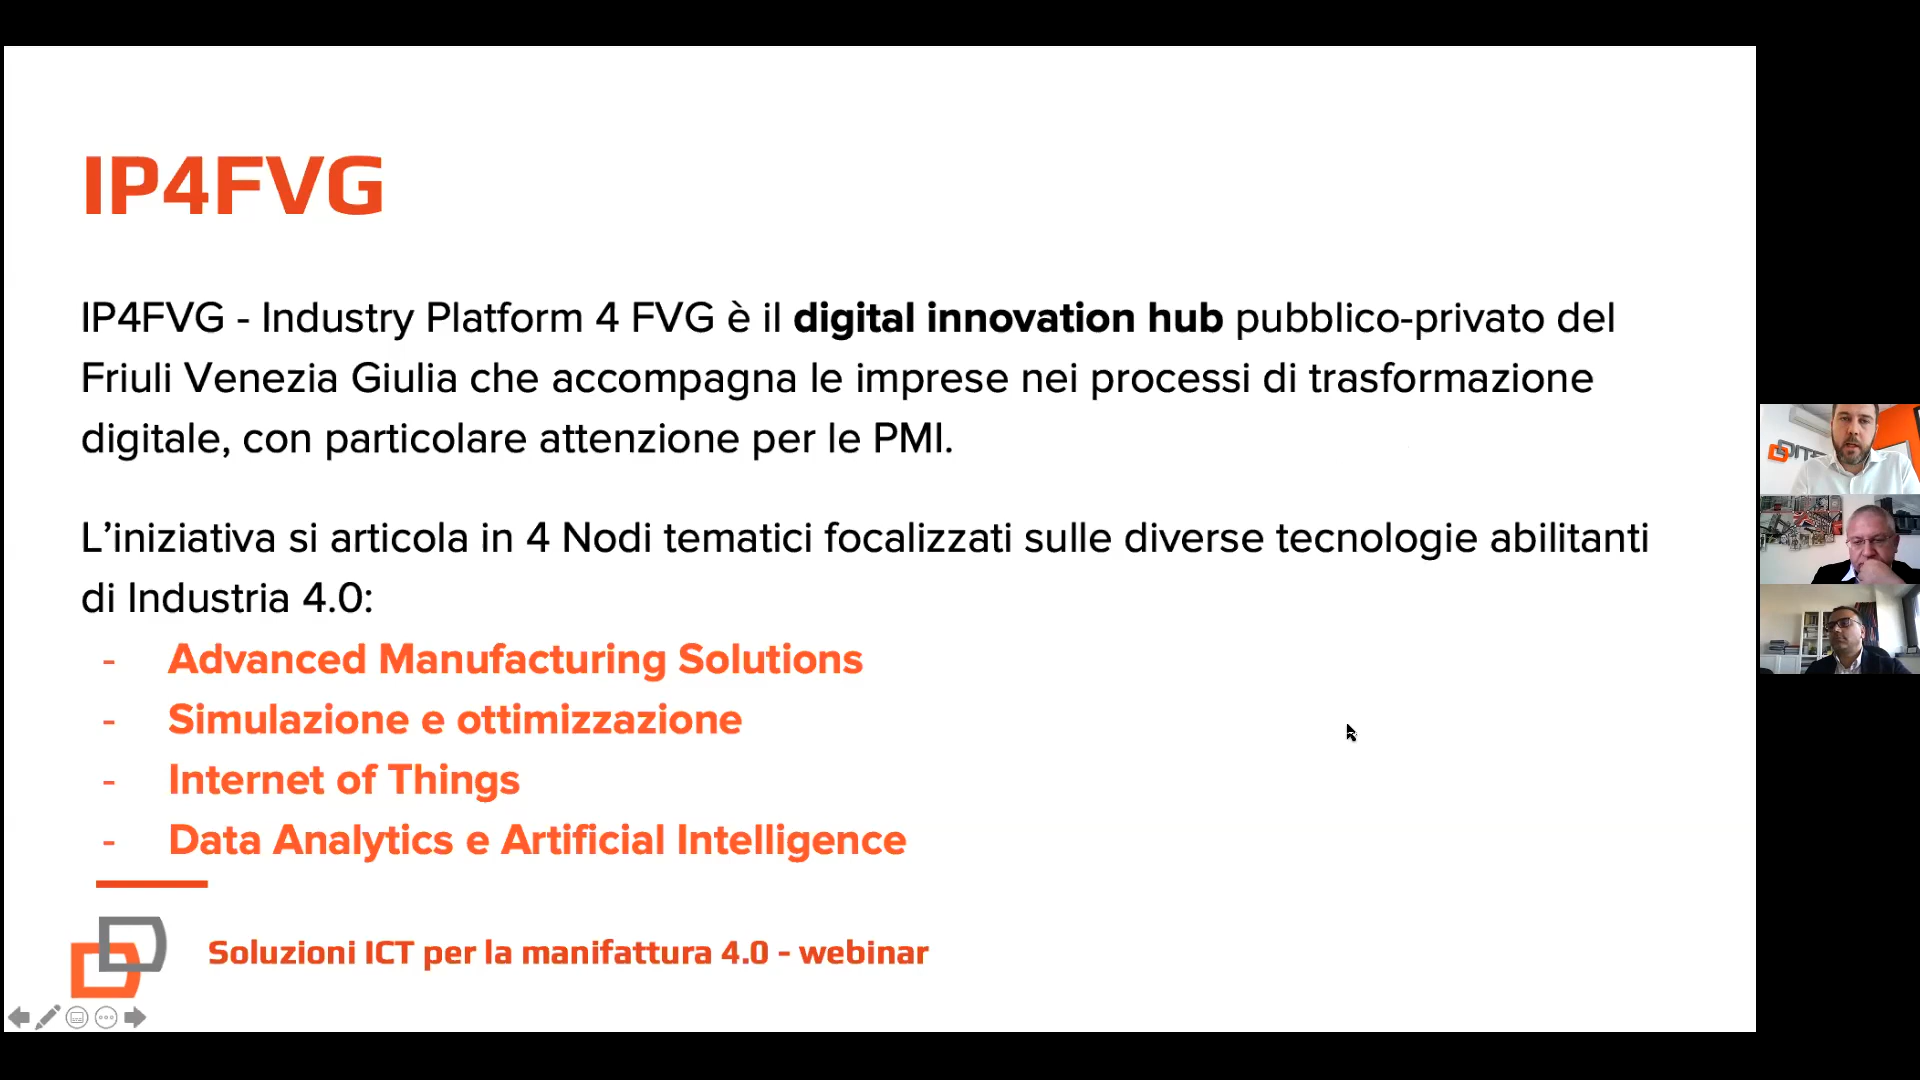 IP4FVG
IP4FVG - Industry Platform 4 FVG è il digital innovation hub pubblico-privato del
Friuli Venezia Giulia che accompagna le imprese nei processi di trasformazione
digitale, con particolare attenzione per le PMI.
L’iniziativa si articola in 4 Nodi tematici focalizzati sulle diverse tecnologie abilitanti
di Industria 4.0:
- Advanced Manufacturing Solutions
- Simulazione e ottimizzazione
- Internet of Things
- Data Analytics e Artificial Intelligence
Soluzioni ICT per la manifattura 4.0 - webinar